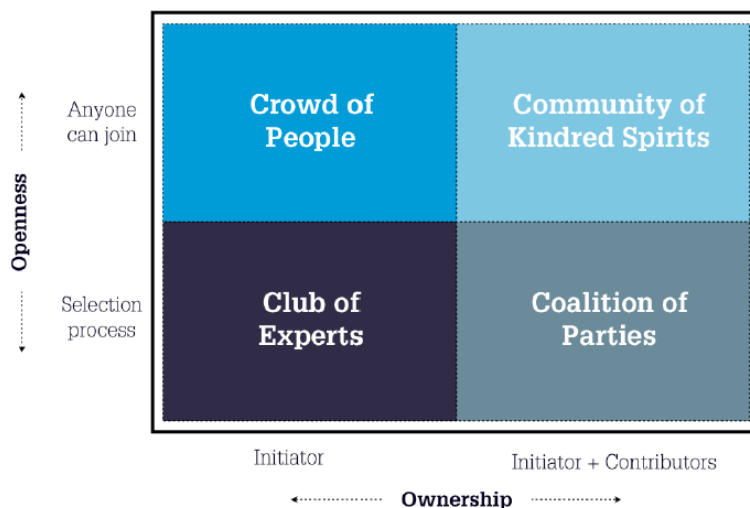 Anyone
can join
Openness
Selection
process
Crowd of
People
Community of
Kindred Spirits
Club of
Experts
Coalition of
Parties
Initiator
Initiator + Contributors
Ownership